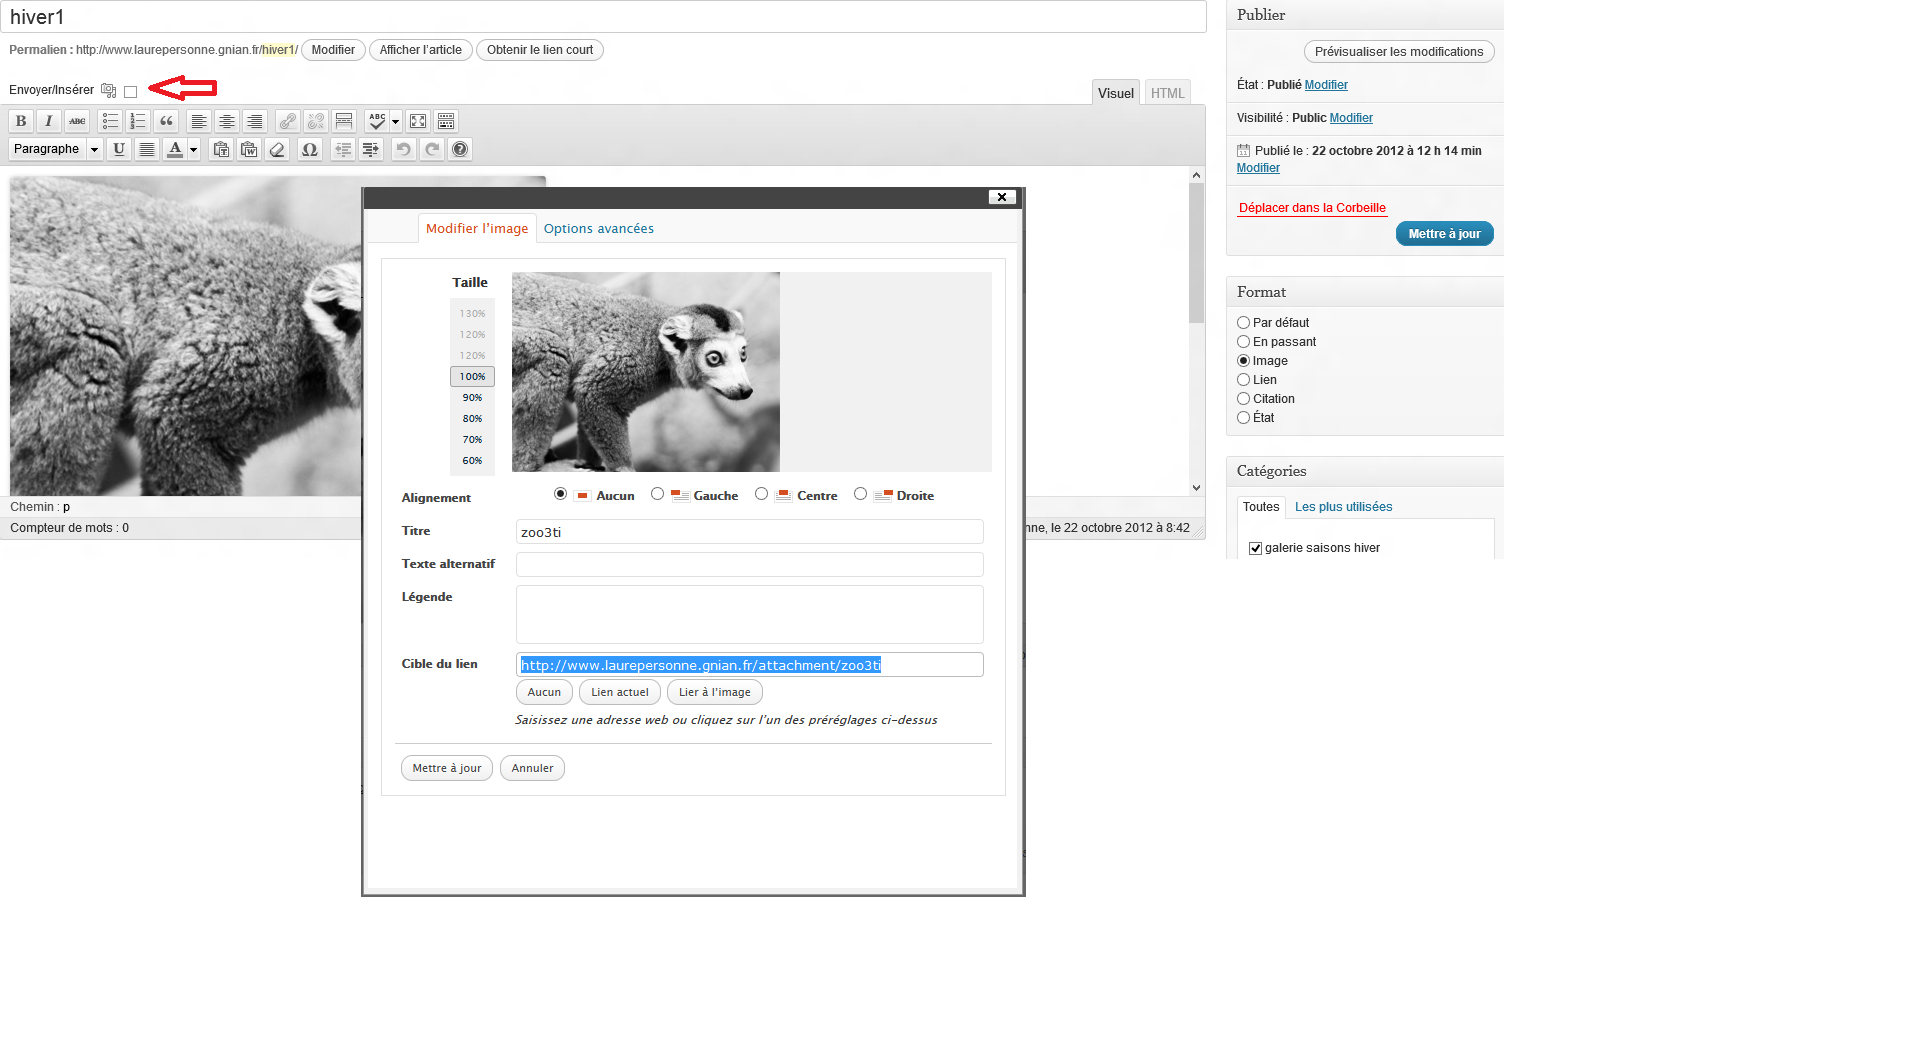 hiver1
Permalien : http://www.laurepersonne.gnian.fr/hiver1/ Modifier Afficher l'article Obtenir le lien court
Envoyer/Insérer
Visuel HTML
B I ABC ABC
Paragraphe U A Ω
Chemin : p
Compteur de mots : 0
nne, le 22 octobre 2012 à 8:42
Modifier l'image Options avancées
Taille
130%
120%
120%
100%
90%
80%
70%
60%
Alignement Aucun Gauche Centre Droite
Titre zoo3ti
Texte alternatif
Légende
Cible du lien http://www.laurepersonne.gnian.fr/attachment/zoo3ti
Aucun Lien actuel Lier à l'image
Saisissez une adresse web ou cliquez sur l'un des préréglages ci-dessus
Mettre à jour Annuler
Publier
Prévisualiser les modifications
État : Publié Modifier
Visibilité : Public Modifier
Publié le : 22 octobre 2012 à 12 h 14 min
Modifier
Déplacer dans la Corbeille
Mettre à jour
Format
Par défaut
En passant
Image
Lien
Citation
État
Catégories
Toutes Les plus utilisées
galerie saisons hiver